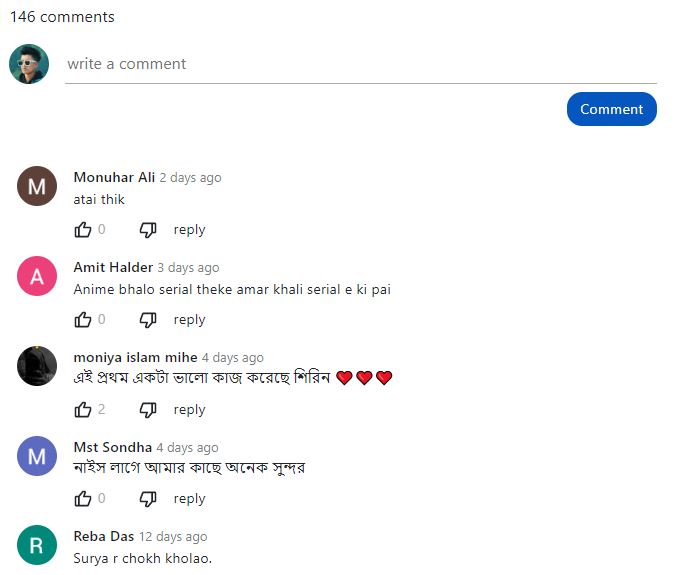 146 comments
write a comment
Comment
M
Monuhar Ali 2 days ago
atai thik
0 reply
A
Amit Halder 3 days ago
Anime bhalo serial theke amar khali serial e ki pai
0 reply
moniya islam mihe 4 days ago
এই প্রথম একটা ভালো কাজ করেছে শিরিন ❤️❤️❤️
2 reply
M
Mst Sondha 4 days ago
নাইস লাগে আমার কাছে অনেক সুন্দর
0 reply
R
Reba Das 12 days ago
Surya r chokh kholao.